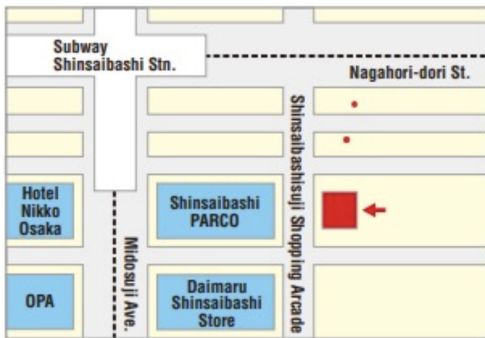 Subway
Shinsaibashi Stn.
Nagahori-dori St.
Shinsaibashisuji Shopping Arcade
Hotel
Nikko
Osaka
Shinsaibashi
PARCO
Midosuji Ave.
OPA
Daimaru
Shinsaibashi
Store